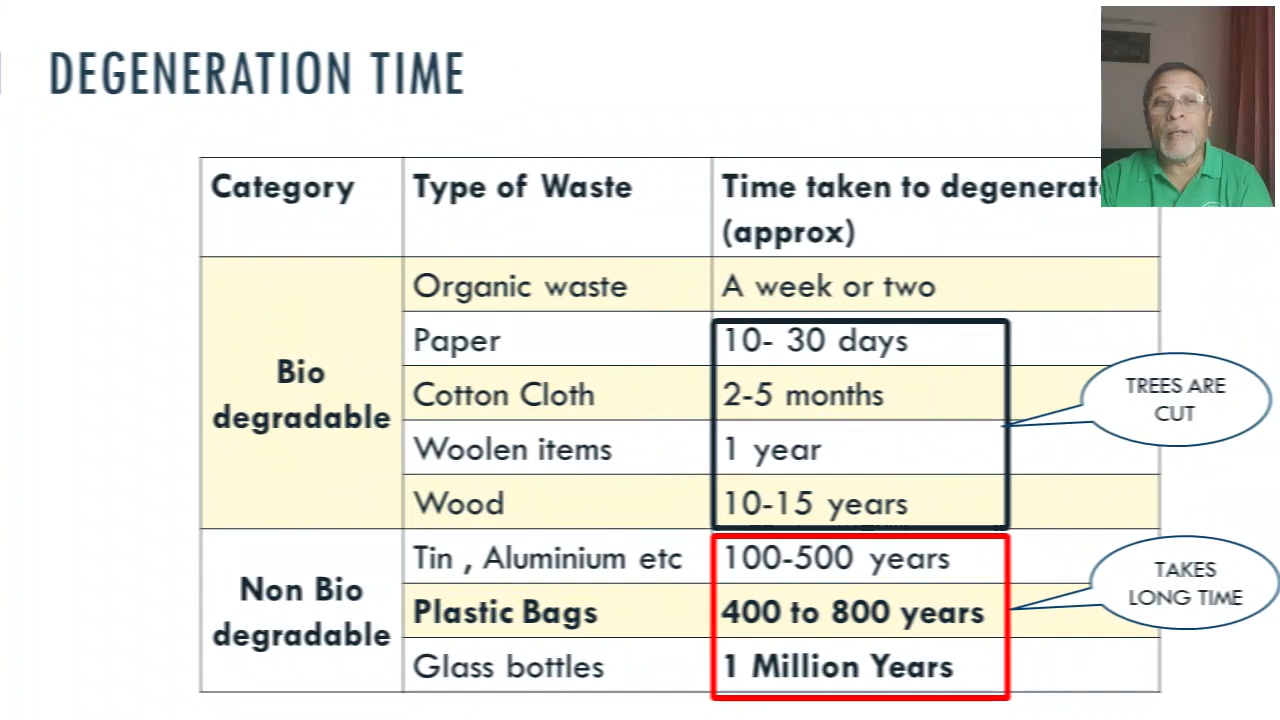 DEGENERATION TIME
Category Type of Waste Time taken to degenerat
(approx)
Bio
degradable
Organic waste A week or two
Paper 10- 30 days
Cotton Cloth 2-5 months
Woolen items 1 year
Wood 10-15 years
TREES ARE
CUT
Non Bio
degradable
Tin , Aluminium etc 100-500 years
Plastic Bags 400 to 800 years
Glass bottles 1 Million Years
TAKES
LONG TIME